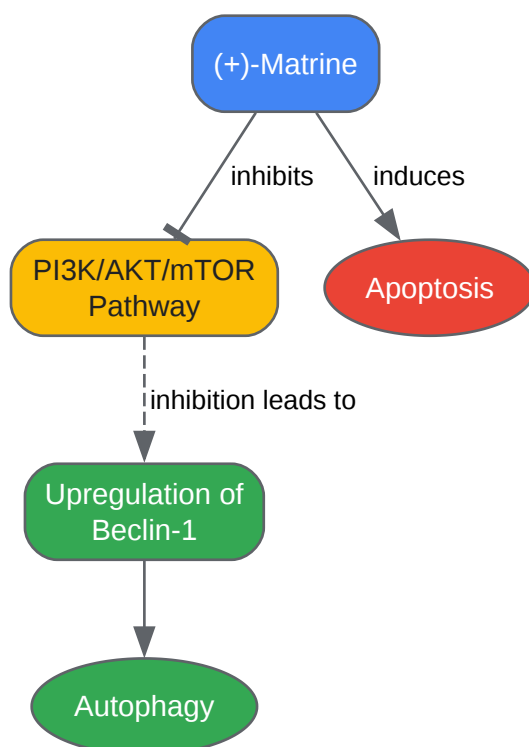 (+)-Matrine
inhibits
induces
PI3K/AKT/mTOR
Pathway
Apoptosis
inhibition leads to
Upregulation of
Beclin-1
Autophagy